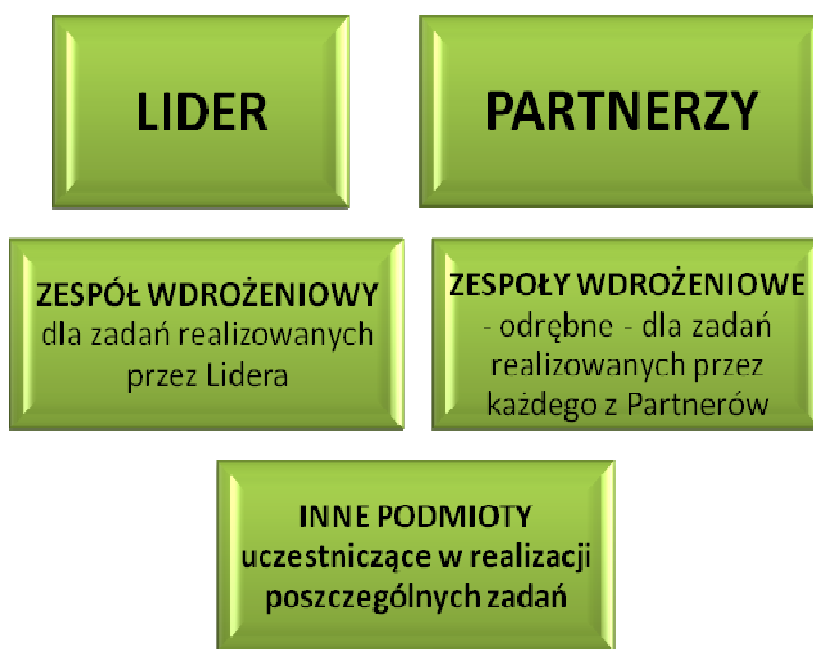 LIDER
PARTNERZY
ZESPÓŁ WDROŻENIOWY
dla zadań realizowanych
przez Lidera
ZESPOŁY WDROŻENIOWE
- odrębne - dla zadań
realizowanych przez
każdego z Partnerów
INNE PODMIOTY
uczestniczące w realizacji
poszczególnych zadań